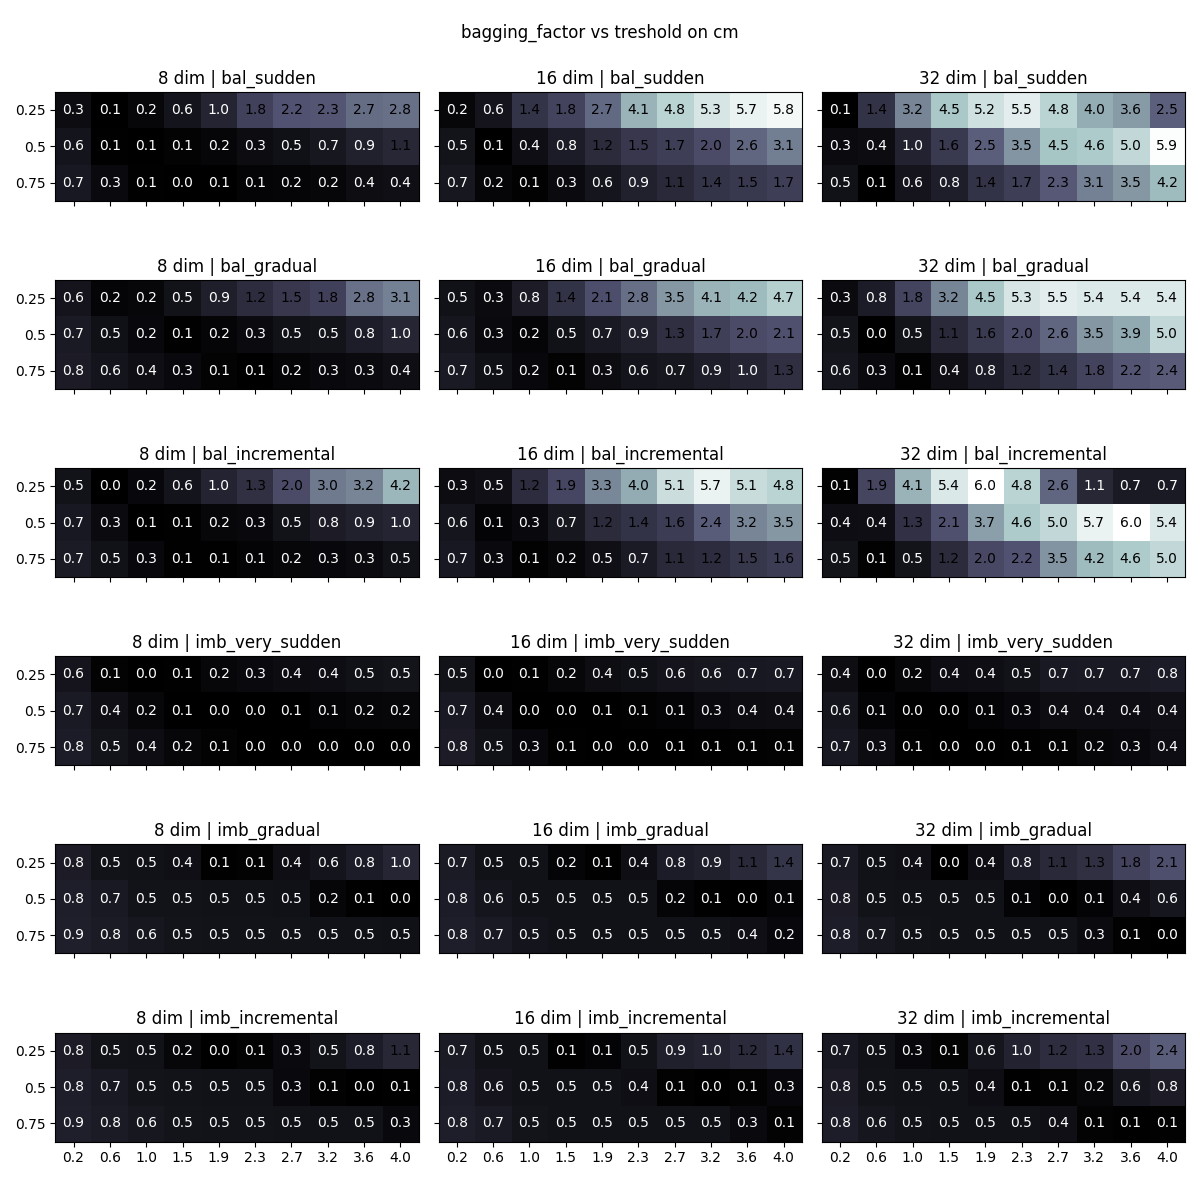 bagging_factor vs treshold on cm
8 dim | bal_sudden 16 dim | bal_sudden 32 dim | bal_sudden
0.25 0.3 0.1 0.2 0.6 1.0 1.8 2.2 2.3 2.7 2.8 0.2 0.6 1.4 1.8 2.7 4.1 4.8 5.3 5.7 5.8 0.1 1.4 3.2 4.5 5.2 5.5 4.8 4.0 3.6 2.5
0.5 0.6 0.1 0.1 0.1 0.2 0.3 0.5 0.7 0.9 1.1 0.5 0.1 0.4 0.8 1.2 1.5 1.7 2.0 2.6 3.1 0.3 0.4 1.0 1.6 2.5 3.5 4.5 4.6 5.0 5.9
0.75 0.7 0.3 0.1 0.0 0.1 0.1 0.2 0.2 0.4 0.4 0.7 0.2 0.1 0.3 0.6 0.9 1.1 1.4 1.5 1.7 0.5 0.1 0.6 0.8 1.4 1.7 2.3 3.1 3.5 4.2
8 dim | bal_gradual 16 dim | bal_gradual 32 dim | bal_gradual
0.25 0.6 0.2 0.2 0.5 0.9 1.2 1.5 1.8 2.8 3.1 0.5 0.3 0.8 1.4 2.1 2.8 3.5 4.1 4.2 4.7 0.3 0.8 1.8 3.2 4.5 5.3 5.5 5.4 5.4 5.4
0.5 0.7 0.5 0.2 0.1 0.2 0.3 0.5 0.5 0.8 1.0 0.6 0.3 0.2 0.5 0.7 0.9 1.3 1.7 2.0 2.1 0.5 0.0 0.5 1.1 1.6 2.0 2.6 3.5 3.9 5.0
0.75 0.8 0.6 0.4 0.3 0.1 0.1 0.2 0.3 0.3 0.4 0.7 0.5 0.2 0.1 0.3 0.6 0.7 0.9 1.0 1.3 0.6 0.3 0.1 0.4 0.8 1.2 1.4 1.8 2.2 2.4
8 dim | bal_incremental 16 dim | bal_incremental 32 dim | bal_incremental
0.25 0.5 0.0 0.2 0.6 1.0 1.3 2.0 3.0 3.2 4.2 0.3 0.5 1.2 1.9 3.3 4.0 5.1 5.7 5.1 4.8 0.1 1.9 4.1 5.4 6.0 4.8 2.6 1.1 0.7 0.7
0.5 0.7 0.3 0.1 0.1 0.2 0.3 0.5 0.8 0.9 1.0 0.6 0.1 0.3 0.7 1.2 1.4 1.6 2.4 3.2 3.5 0.4 0.4 1.3 2.1 3.7 4.6 5.0 5.7 6.0 5.4
0.75 0.7 0.5 0.3 0.1 0.1 0.1 0.2 0.3 0.3 0.5 0.7 0.3 0.1 0.2 0.5 0.7 1.1 1.2 1.5 1.6 0.5 0.1 0.5 1.2 2.0 2.2 3.5 4.2 4.6 5.0
8 dim | imb_very_sudden 16 dim | imb_very_sudden 32 dim | imb_very_sudden
0.25 0.6 0.1 0.0 0.1 0.2 0.3 0.4 0.4 0.5 0.5 0.5 0.0 0.1 0.2 0.4 0.5 0.6 0.6 0.7 0.7 0.4 0.0 0.2 0.4 0.4 0.5 0.7 0.7 0.7 0.8
0.5 0.7 0.4 0.2 0.1 0.0 0.0 0.1 0.1 0.2 0.2 0.7 0.4 0.0 0.0 0.1 0.1 0.1 0.3 0.4 0.4 0.6 0.1 0.0 0.0 0.1 0.3 0.4 0.4 0.4 0.4
0.75 0.8 0.5 0.4 0.2 0.1 0.0 0.0 0.0 0.0 0.0 0.8 0.5 0.3 0.1 0.0 0.0 0.1 0.1 0.1 0.1 0.7 0.3 0.1 0.0 0.0 0.1 0.1 0.2 0.3 0.4
8 dim | imb_gradual 16 dim | imb_gradual 32 dim | imb_gradual
0.25 0.8 0.5 0.5 0.4 0.1 0.1 0.4 0.6 0.8 1.0 0.7 0.5 0.5 0.2 0.1 0.4 0.8 0.9 1.1 1.4 0.7 0.5 0.4 0.0 0.4 0.8 1.1 1.3 1.8 2.1
0.5 0.8 0.7 0.5 0.5 0.5 0.5 0.5 0.2 0.1 0.0 0.8 0.6 0.5 0.5 0.5 0.5 0.2 0.1 0.0 0.1 0.8 0.5 0.5 0.5 0.5 0.1 0.0 0.1 0.4 0.6
0.75 0.9 0.8 0.6 0.5 0.5 0.5 0.5 0.5 0.5 0.5 0.8 0.7 0.5 0.5 0.5 0.5 0.5 0.5 0.4 0.2 0.8 0.7 0.5 0.5 0.5 0.5 0.5 0.3 0.1 0.0
8 dim | imb_incremental 16 dim | imb_incremental 32 dim | imb_incremental
0.25 0.8 0.5 0.5 0.2 0.0 0.1 0.3 0.5 0.8 1.1 0.7 0.5 0.5 0.1 0.1 0.5 0.9 1.0 1.2 1.4 0.7 0.5 0.3 0.1 0.6 1.0 1.2 1.3 2.0 2.4
0.5 0.8 0.7 0.5 0.5 0.5 0.5 0.3 0.1 0.0 0.1 0.8 0.6 0.5 0.5 0.5 0.4 0.1 0.0 0.1 0.3 0.8 0.5 0.5 0.5 0.4 0.1 0.1 0.2 0.6 0.8
0.75 0.9 0.8 0.6 0.5 0.5 0.5 0.5 0.5 0.5 0.3 0.8 0.7 0.5 0.5 0.5 0.5 0.5 0.5 0.3 0.1 0.8 0.6 0.5 0.5 0.5 0.5 0.4 0.1 0.1 0.1
0.2 0.6 1.0 1.5 1.9 2.3 2.7 3.2 3.6 4.0 0.2 0.6 1.0 1.5 1.9 2.3 2.7 3.2 3.6 4.0 0.2 0.6 1.0 1.5 1.9 2.3 2.7 3.2 3.6 4.0